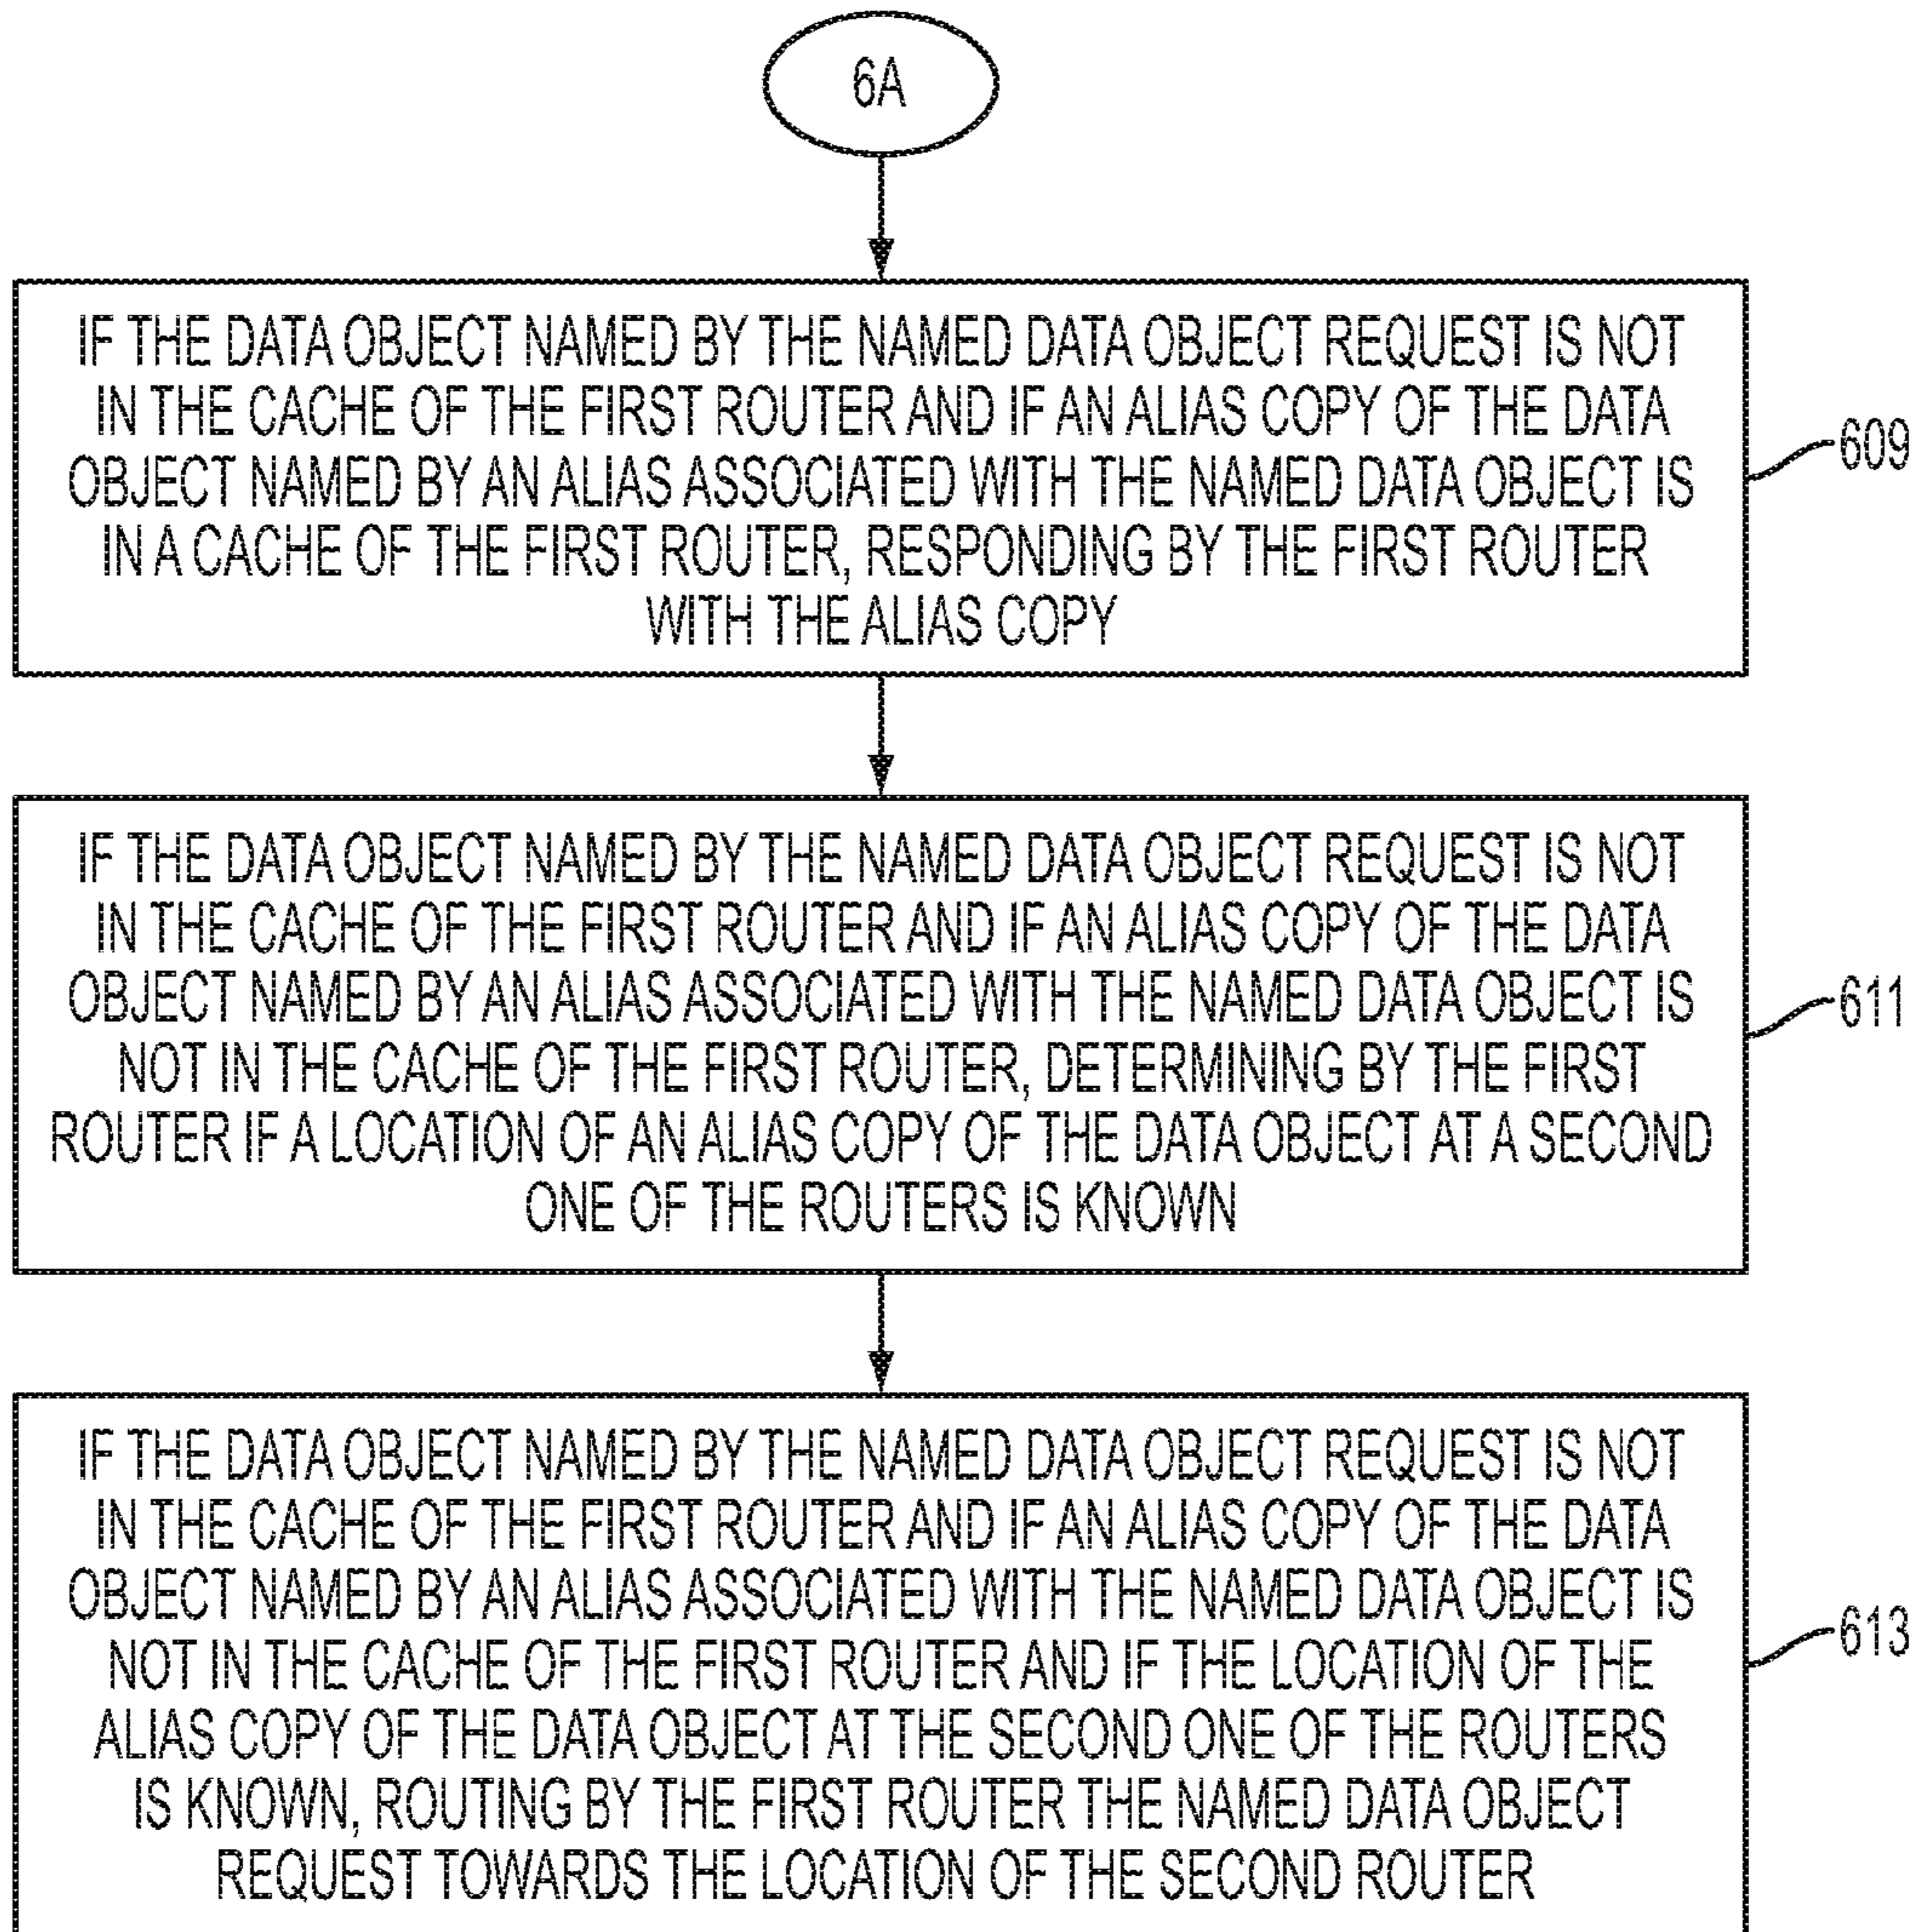 6A
IF THE DATA OBJECT NAMED BY THE NAMED DATA OBJECT REQUEST IS NOT
IN THE CACHE OF THE FIRST ROUTER AND IF AN ALIAS COPY OF THE DATA
OBJECT NAMED BY AN ALIAS ASSOCIATED WITH THE NAMED DATA OBJECT IS
IN A CACHE OF THE FIRST ROUTER, RESPONDING BY THE FIRST ROUTER
WITH THE ALIAS COPY
609
IF THE DATA OBJECT NAMED BY THE NAMED DATA OBJECT REQUEST IS NOT
IN THE CACHE OF THE FIRST ROUTER AND IF AN ALIAS COPY OF THE DATA
OBJECT NAMED BY AN ALIAS ASSOCIATED WITH THE NAMED DATA OBJECT IS
NOT IN THE CACHE OF THE FIRST ROUTER, DETERMINING BY THE FIRST
ROUTER IF A LOCATION OF AN ALIAS COPY OF THE DATA OBJECT AT A SECOND
ONE OF THE ROUTERS IS KNOWN
611
IF THE DATA OBJECT NAMED BY THE NAMED DATA OBJECT REQUEST IS NOT
IN THE CACHE OF THE FIRST ROUTER AND IF AN ALIAS COPY OF THE DATA
OBJECT NAMED BY AN ALIAS ASSOCIATED WITH THE NAMED DATA OBJECT IS
NOT IN THE CACHE OF THE FIRST ROUTER AND IF THE LOCATION OF THE
ALIAS COPY OF THE DATA OBJECT AT THE SECOND ONE OF THE ROUTERS
IS KNOWN, ROUTING BY THE FIRST ROUTER THE NAMED DATA OBJECT
REQUEST TOWARDS THE LOCATION OF THE SECOND ROUTER
613